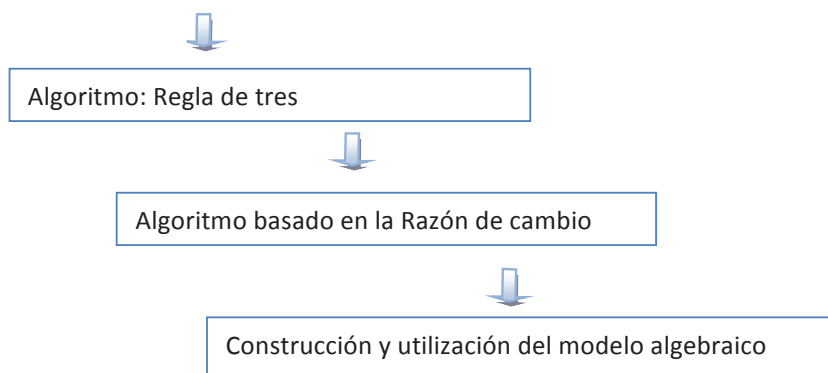 Algoritmo: Regla de tres
Algoritmo basado en la Razón de cambio
Construcción y utilización del modelo algebraico